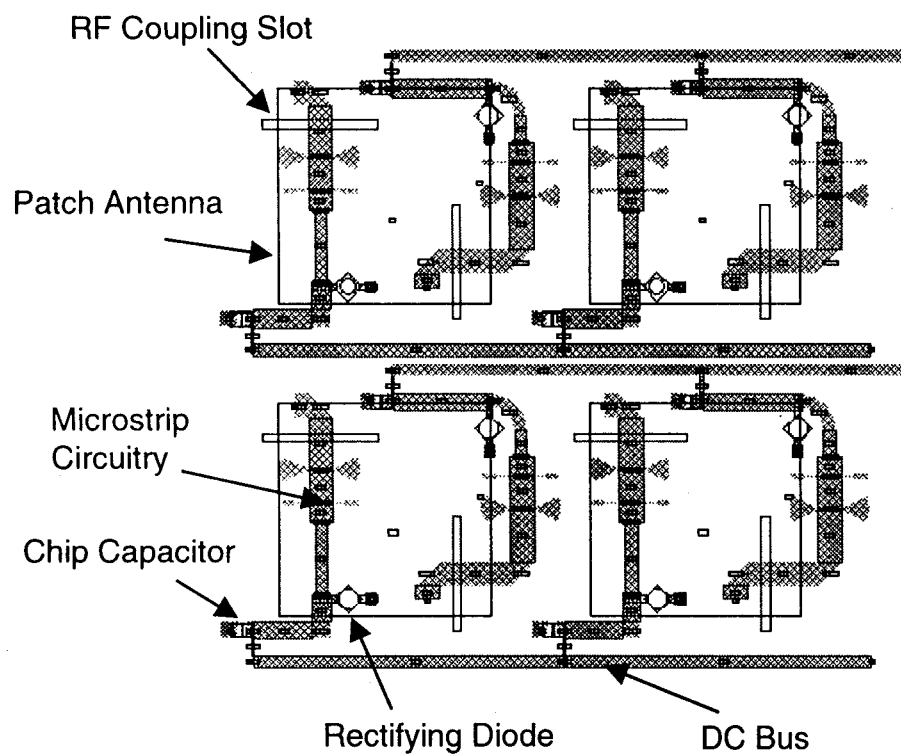 RF Coupling Slot
Patch Antenna
Microstrip
Circuitry
Chip Capacitor
Rectifying Diode
DC Bus